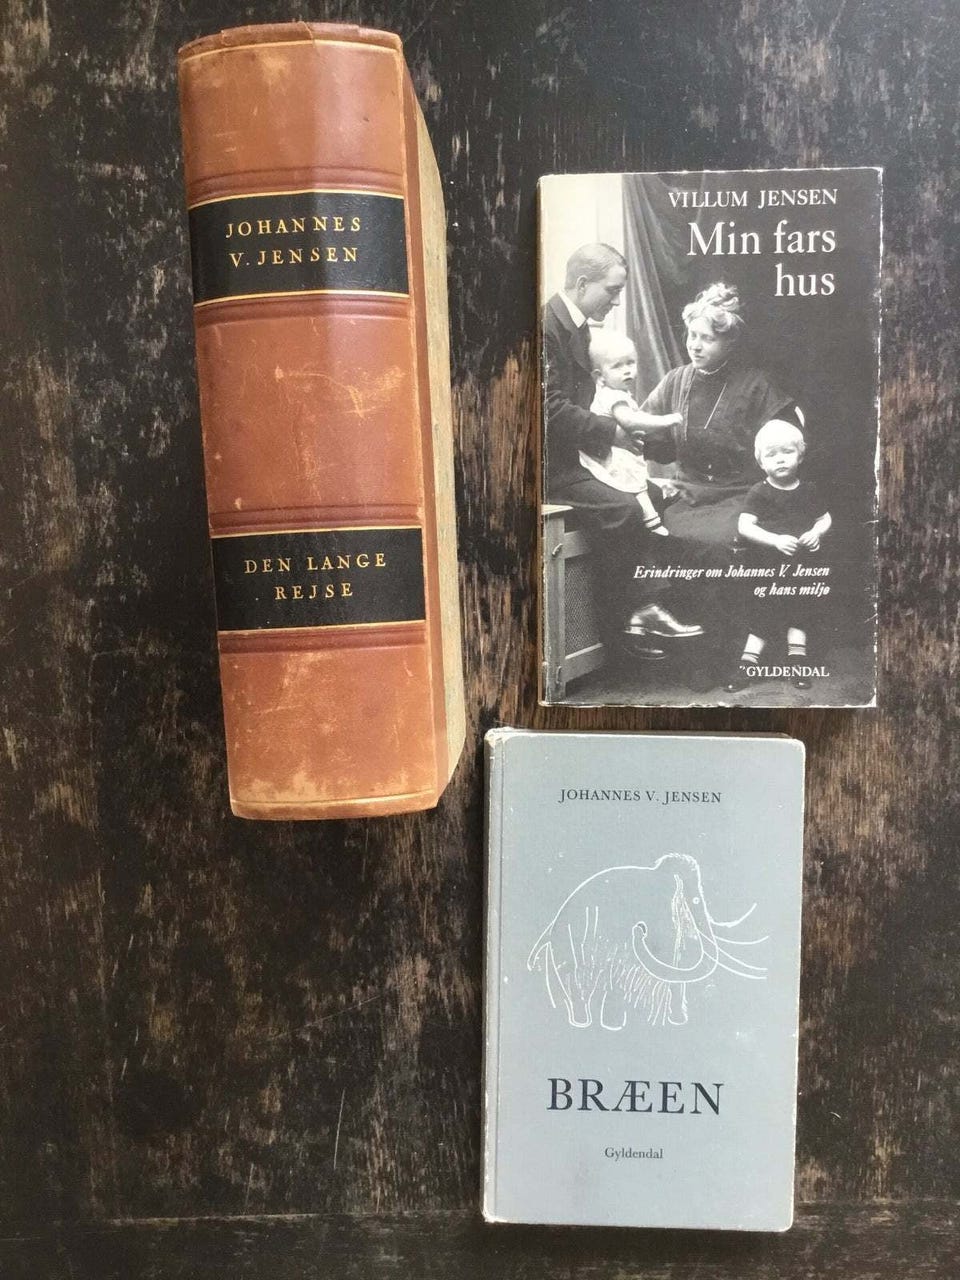 JOHANNES
V. JENSEN
DEN LANGE
REJSE
VILLUM JENSEN
Min fars
hus
Erindringer om Johannes V. Jensen
og hans miljø
GYLDENDAL
JOHANNES V. JENSEN
BRÆEN
Gyldendal